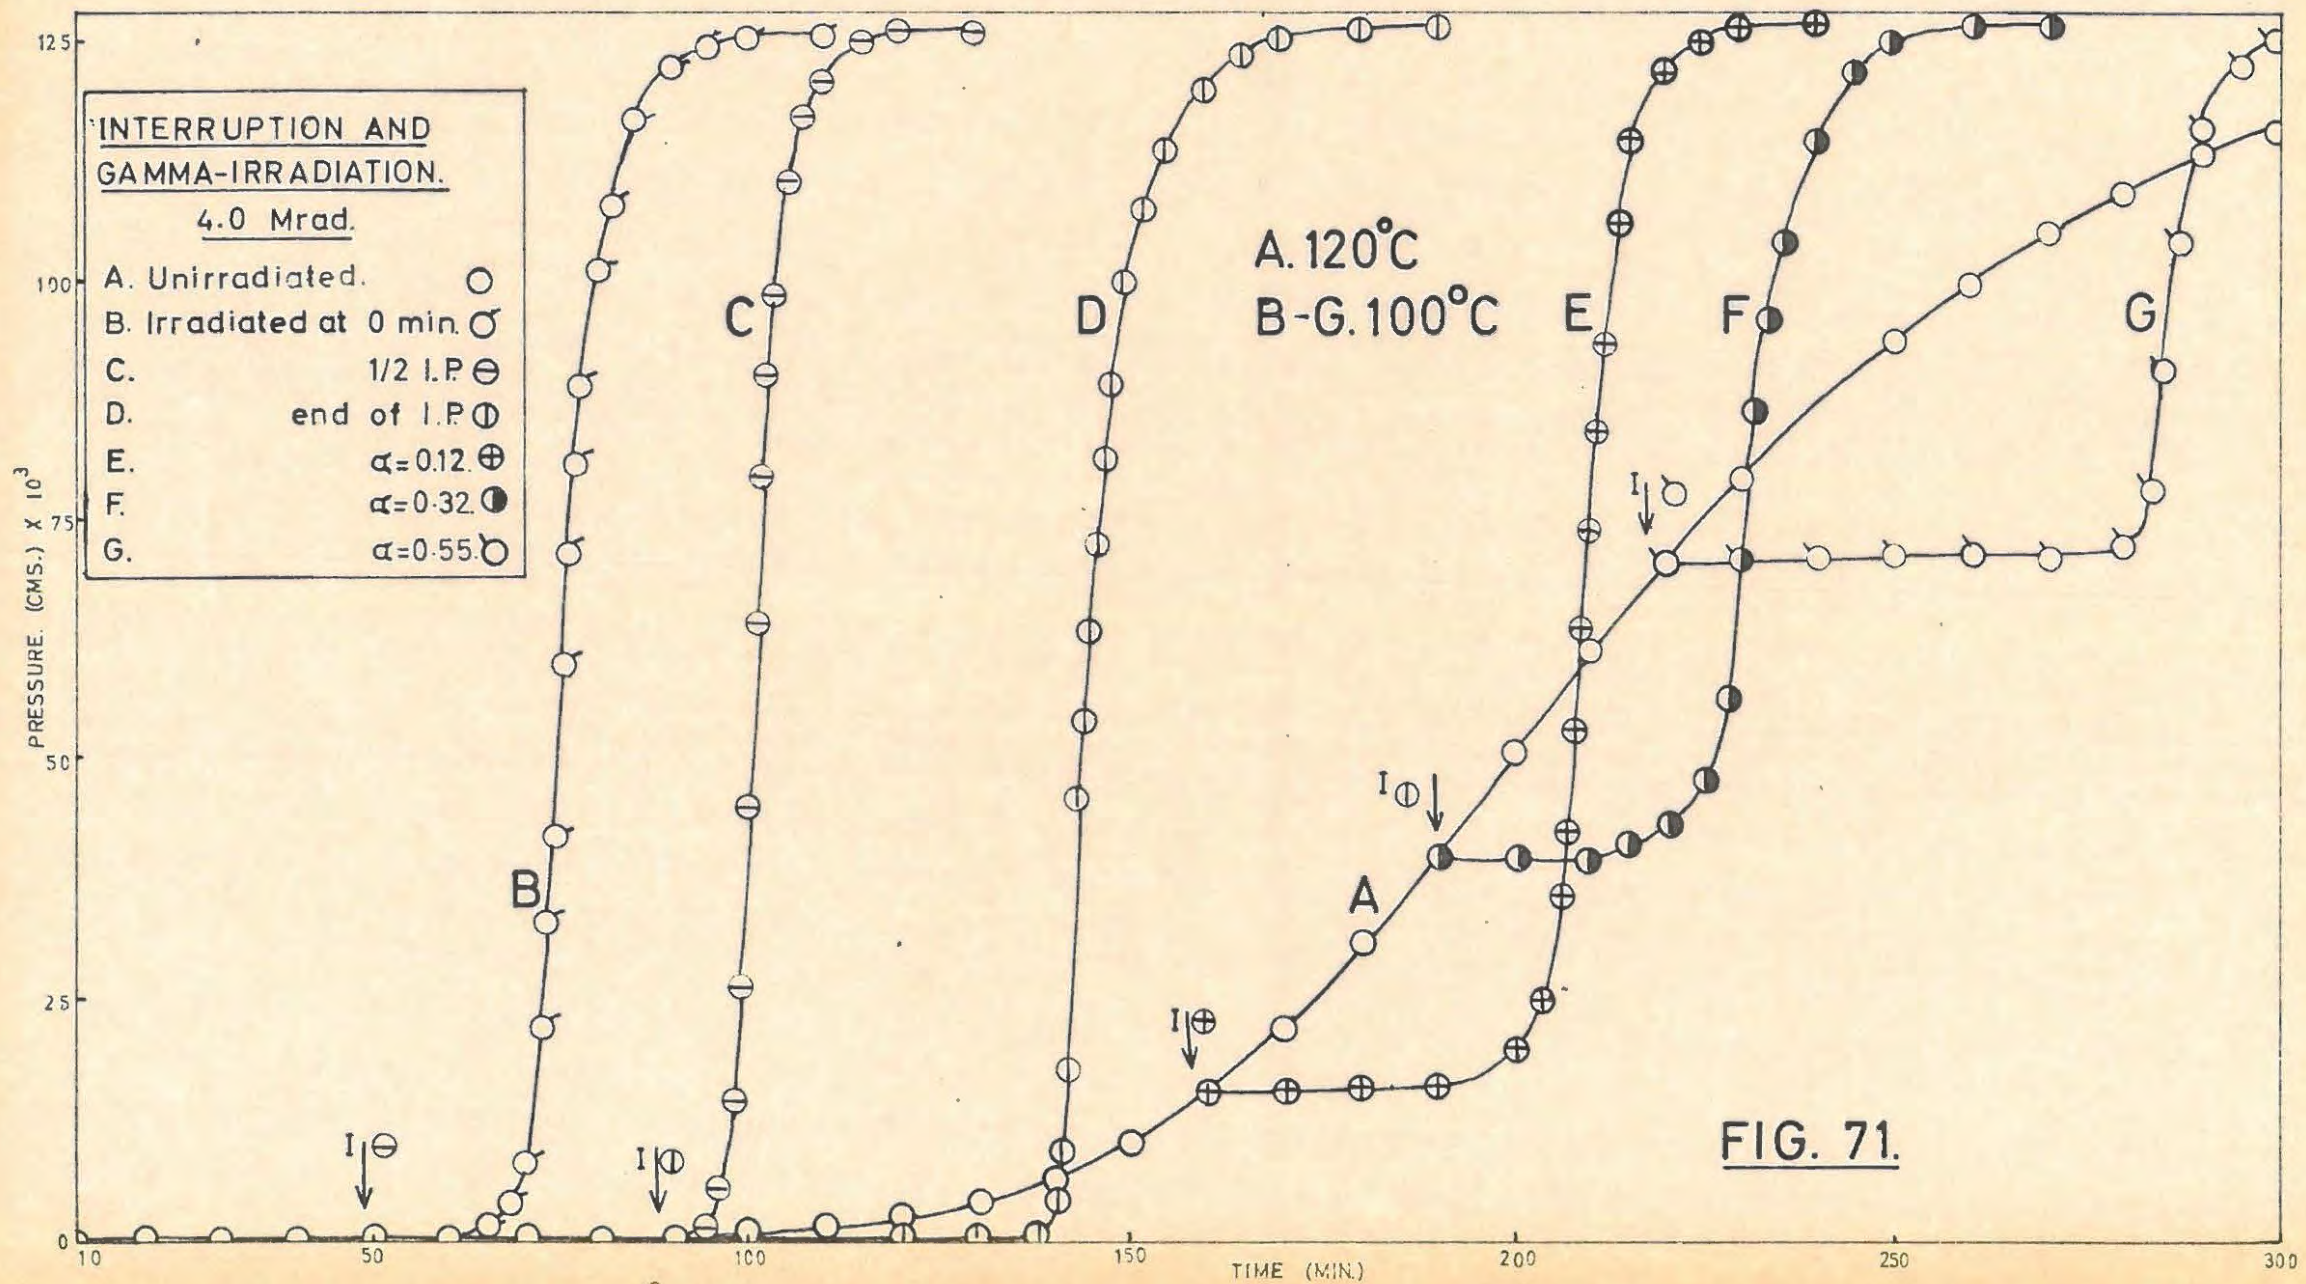 125
100
75
50
25
0
PRESSURE. (CMS.) X 10³
INTERRUPTION AND
GAMMA-IRRADIATION.
4.0 Mrad.
A. Unirradiated.
B. Irradiated at 0 min.
C. 1/2 I.P.
D. end of I.P.
E. α=0.12.
F. α=0.32.
G. α=0.55.
A. 120°C
B-G. 100°C
B
C
D
E
F
G
A
I
I
I
I
I
FIG. 71.
10 50 100 150 200 250 300
TIME (MIN.)